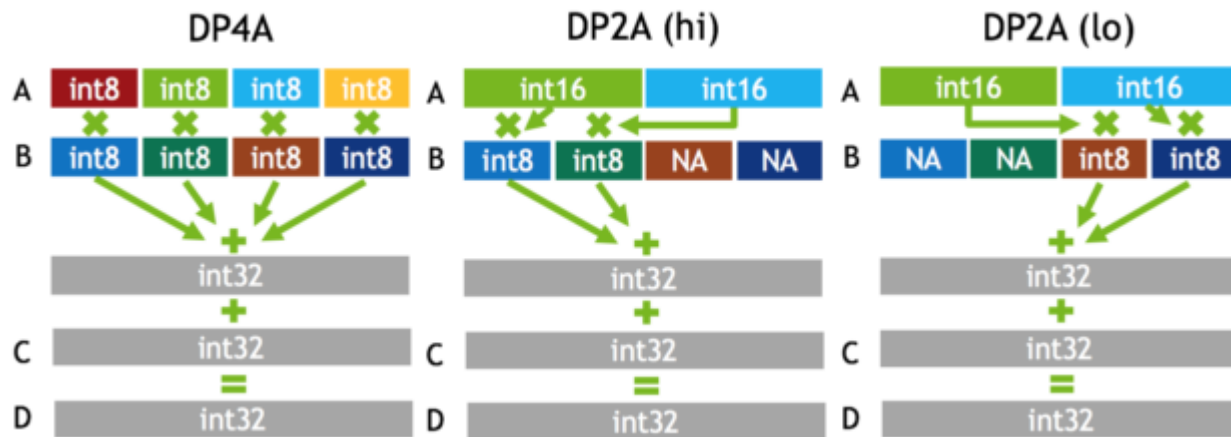 DP4A DP2A (hi) DP2A (lo)
A int8 int8 int8 int8 A int16 int16 A int16 int16
B int8 int8 int8 int8 B int8 int8 NA NA B NA NA int8 int8
+ + +
int32 int32 int32
+ + +
C int32 C int32 C int32
= = =
D int32 D int32 D int32